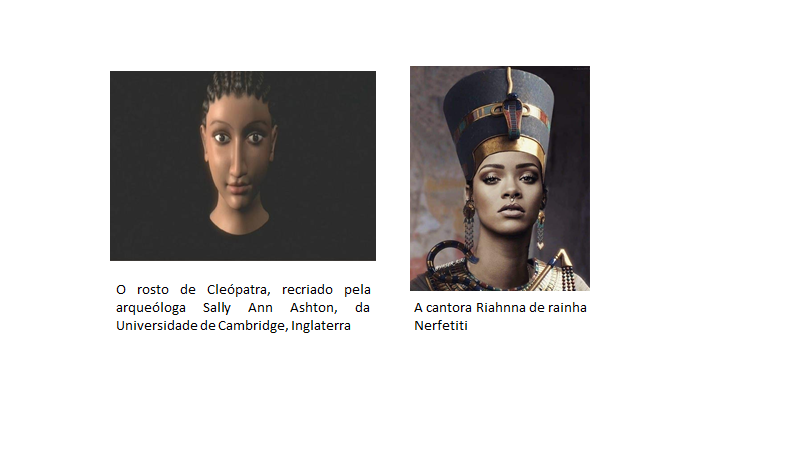 O rosto de Cleópatra, recriado pela
arqueóloga Sally Ann Ashton, da
Universidade de Cambridge, Inglaterra
A cantora Riahnna de rainha
Nerfetiti